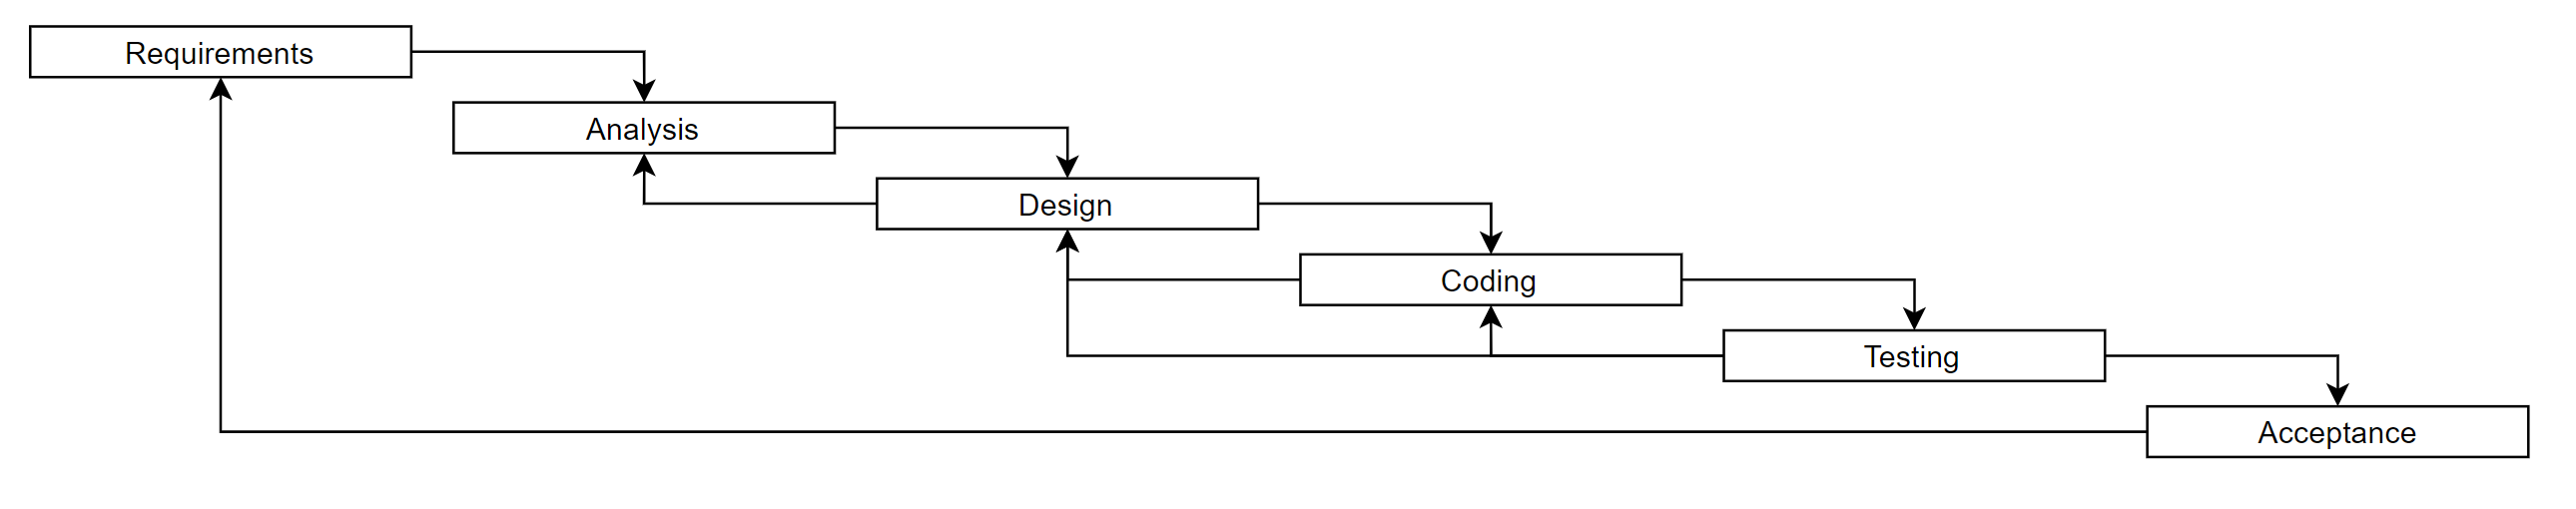 Requirements
Analysis
Design
Coding
Testing
Acceptance